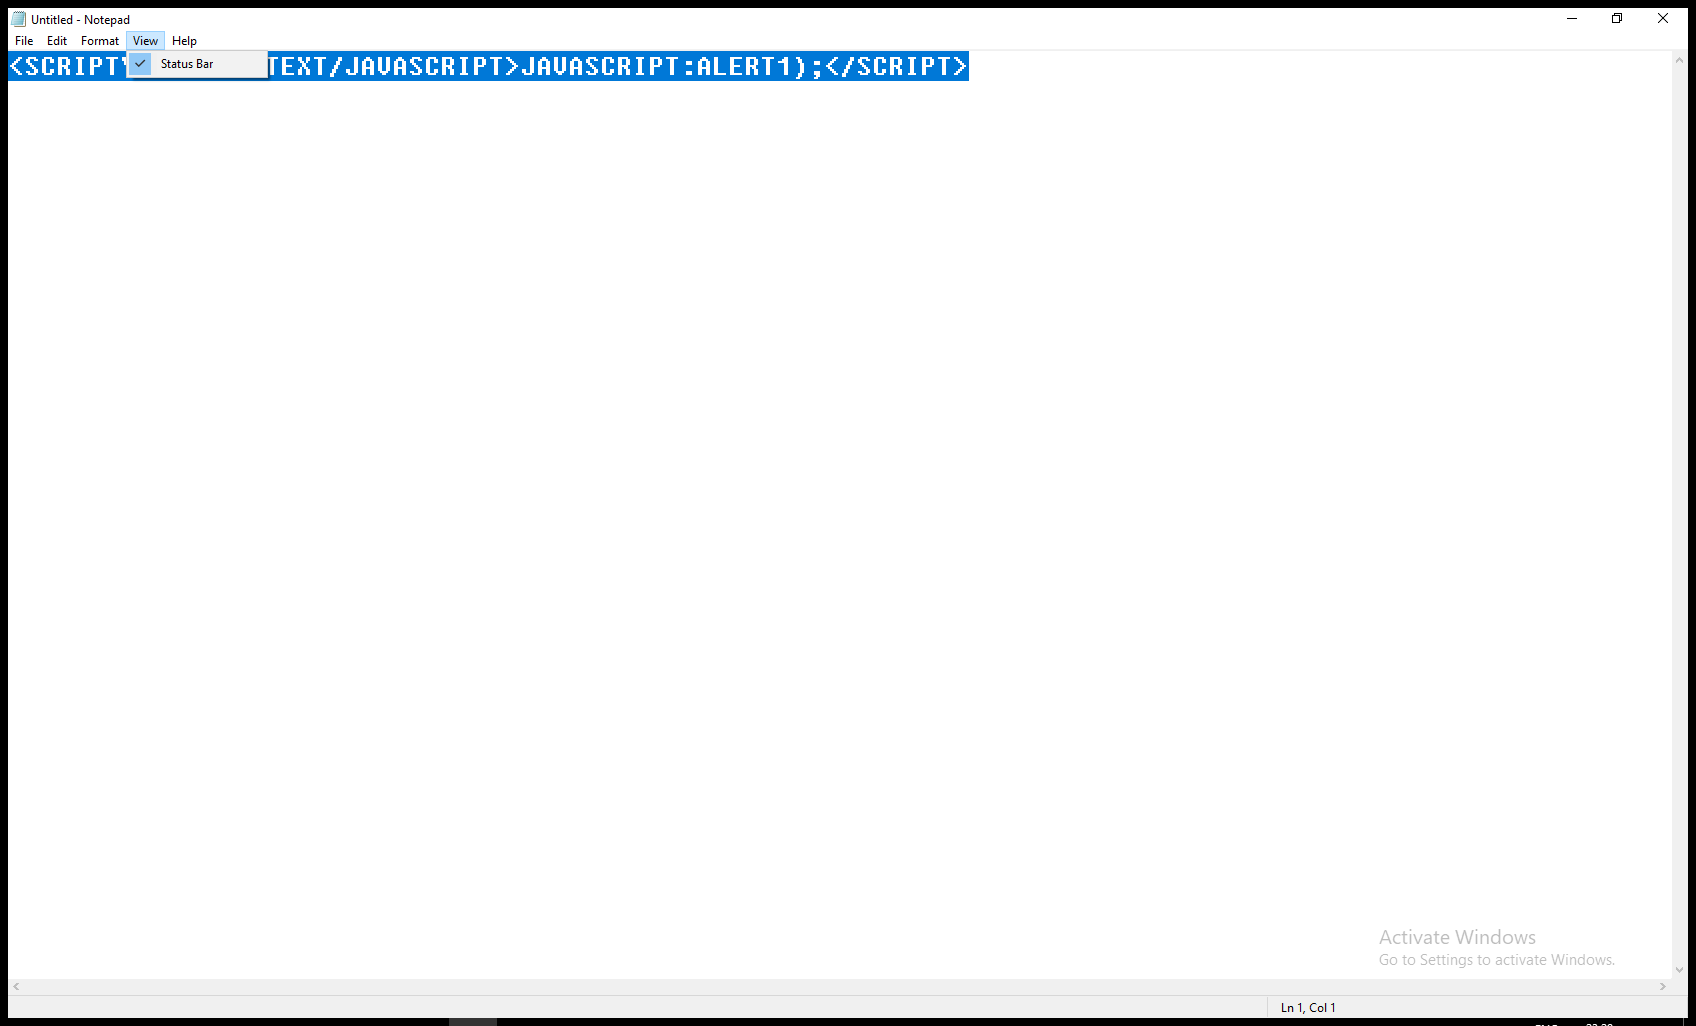 Untitled - Notepad
File Edit Format View Help
Status Bar
<SCRIPT TEXT/JAVASCRIPT>JAVASCRIPT:ALERT1);</SCRIPT>
Activate Windows
Go to Settings to activate Windows.
Ln 1, Col 1